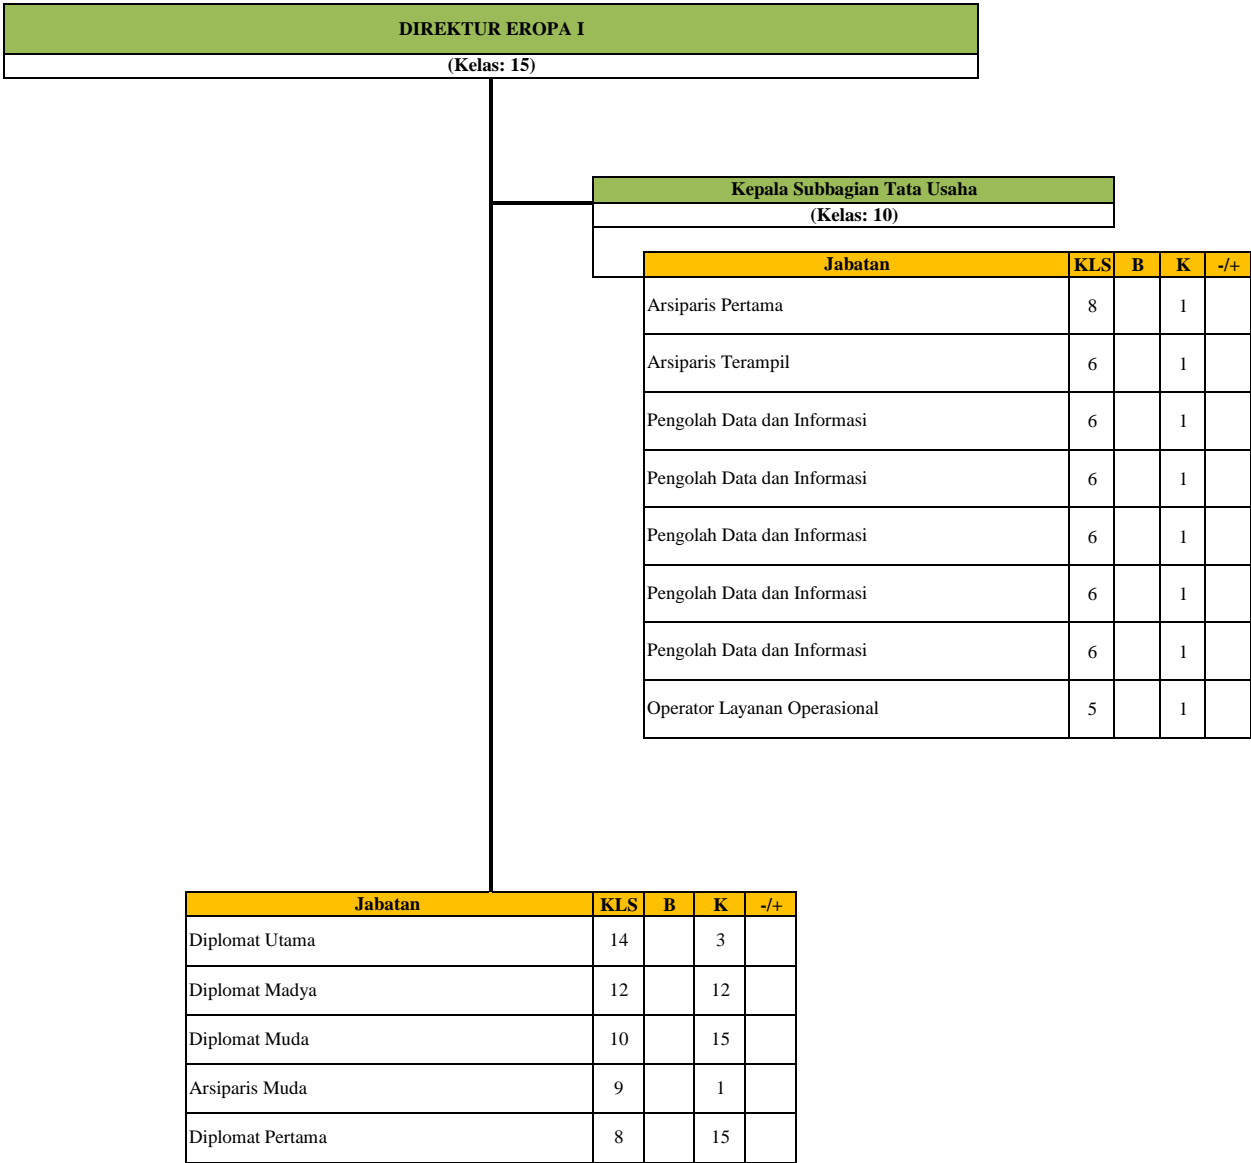 DIREKTUR EROPA I
(Kelas: 15)
Kepala Subbagian Tata Usaha
(Kelas: 10)
Jabatan KLS B K -/+
Arsiparis Pertama 8 1
Arsiparis Terampil 6 1
Pengolah Data dan Informasi 6 1
Pengolah Data dan Informasi 6 1
Pengolah Data dan Informasi 6 1
Pengolah Data dan Informasi 6 1
Pengolah Data dan Informasi 6 1
Operator Layanan Operasional 5 1
Jabatan KLS B K -/+
Diplomat Utama 14 3
Diplomat Madya 12 12
Diplomat Muda 10 15
Arsiparis Muda 9 1
Diplomat Pertama 8 15